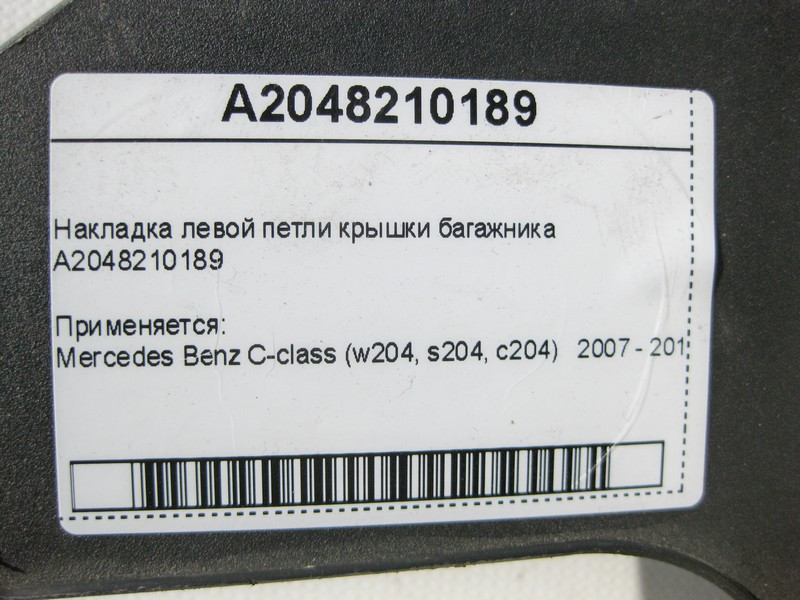 A2048210189
Накладка левой петли крышки багажника
A2048210189
Применяется:
Mercedes Benz C-class (w204, s204, c204) 2007 - 201